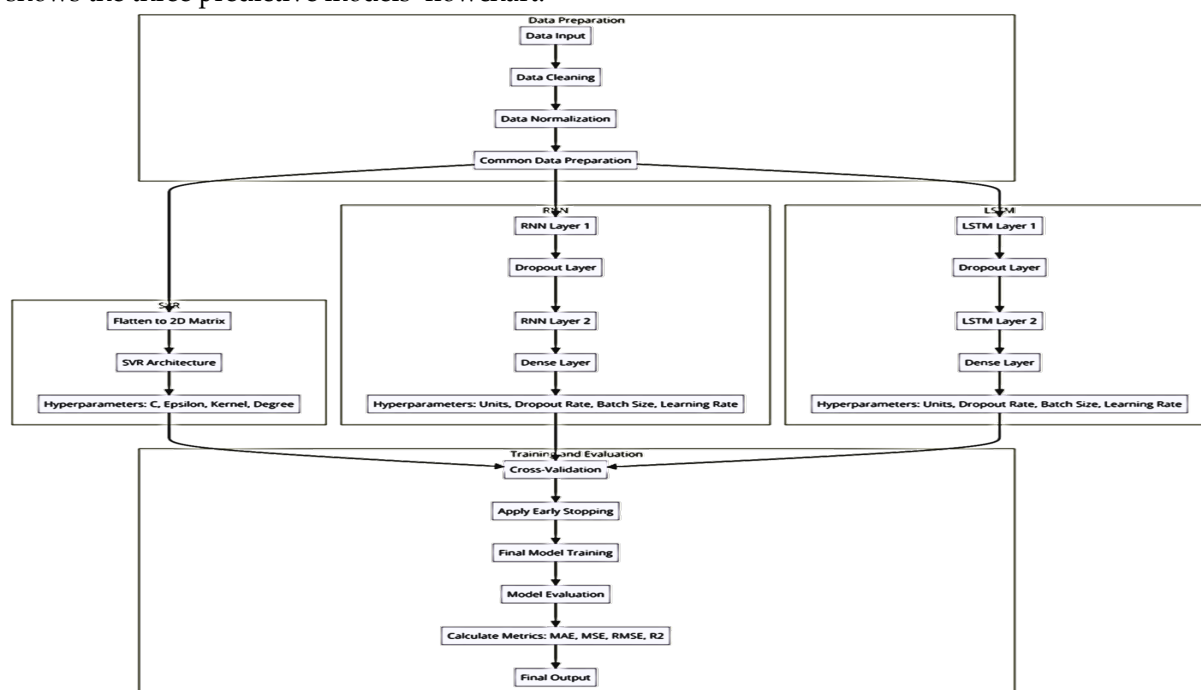 shows the three predictive models' flowchart.
Data Preparation
Data Input
Data Cleaning
Data Normalization
Common Data Preparation
SVR
Flatten to 2D Matrix
SVR Architecture
Hyperparameters: C, Epsilon, Kernel, Degree
RNN
RNN Layer 1
Dropout Layer
RNN Layer 2
Dense Layer
Hyperparameters: Units, Dropout Rate, Batch Size, Learning Rate
LSTM
LSTM Layer 1
Dropout Layer
LSTM Layer 2
Dense Layer
Hyperparameters: Units, Dropout Rate, Batch Size, Learning Rate
Training and Evaluation
Cross-Validation
Apply Early Stopping
Final Model Training
Model Evaluation
Calculate Metrics: MAE, MSE, RMSE, R2
Final Output